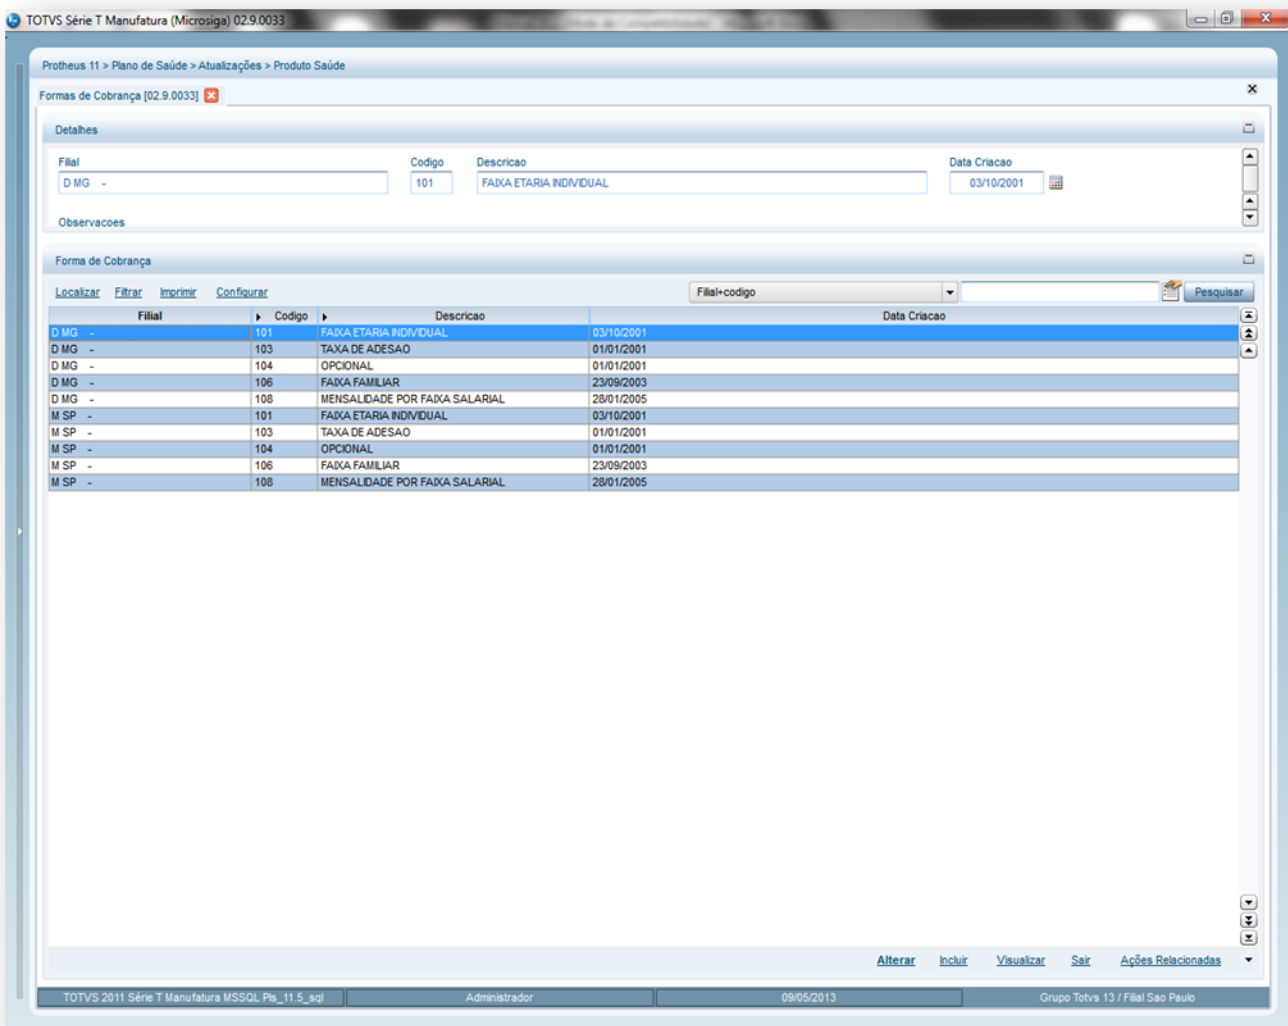 TOTVS Série T Manufatura (Microsiga) 02.9.0033
Protheus 11 > Plano de Saúde > Atualizações > Produto Saúde
Formas de Cobrança [02.9.0033]
Detalhes
Filial Codigo Descricao Data Criacao
D MG - 101 FAIXA ETARIA INDIVIDUAL 03/10/2001
Observacoes
Forma de Cobrança
Localizar Filtrar Imprimir Configurar Filial+codigo Pesquisar
Filial Codigo Descricao Data Criacao
D MG - 101 FAIXA ETARIA INDIVIDUAL 03/10/2001
D MG - 103 TAXA DE ADESAO 01/01/2001
D MG - 104 OPCIONAL 01/01/2001
D MG - 106 FAIXA FAMILIAR 23/09/2003
D MG - 108 MENSALIDADE POR FAIXA SALARIAL 28/01/2005
M SP - 101 FAIXA ETARIA INDIVIDUAL 03/10/2001
M SP - 103 TAXA DE ADESAO 01/01/2001
M SP - 104 OPCIONAL 01/01/2001
M SP - 106 FAIXA FAMILIAR 23/09/2003
M SP - 108 MENSALIDADE POR FAIXA SALARIAL 28/01/2005
Alterar Incluir Visualizar Sair Ações Relacionadas
TOTVS 2011 Série T Manufatura MSSQL Pls_11.5_sql Administrador 09/05/2013 Grupo Totvs 13 / Filial Sao Paulo